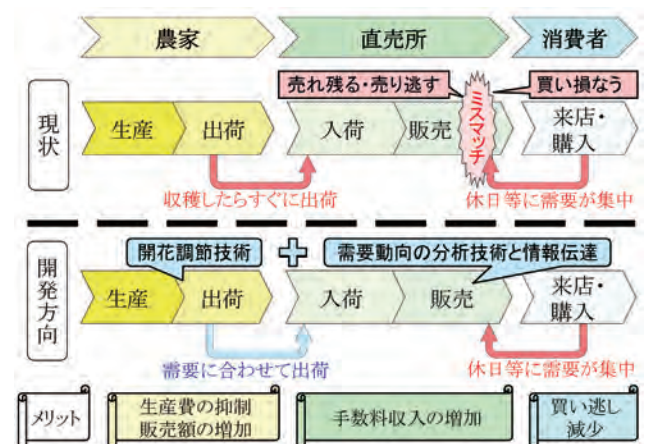 農家 直売所 消費者
売れ残る・売り逃す 買い損なう
ミスマッチ
現状
生産 出荷 入荷 販売 来店・
購入
収穫したらすぐに出荷 休日等に需要が集中
開花調節技術 + 需要動向の分析技術と情報伝達
開発方向
生産 出荷 入荷 販売 来店・
購入
需要に合わせて出荷 休日等に需要が集中
メリット
生産費の抑制
販売額の増加
手数料収入の増加
買い逃し
減少